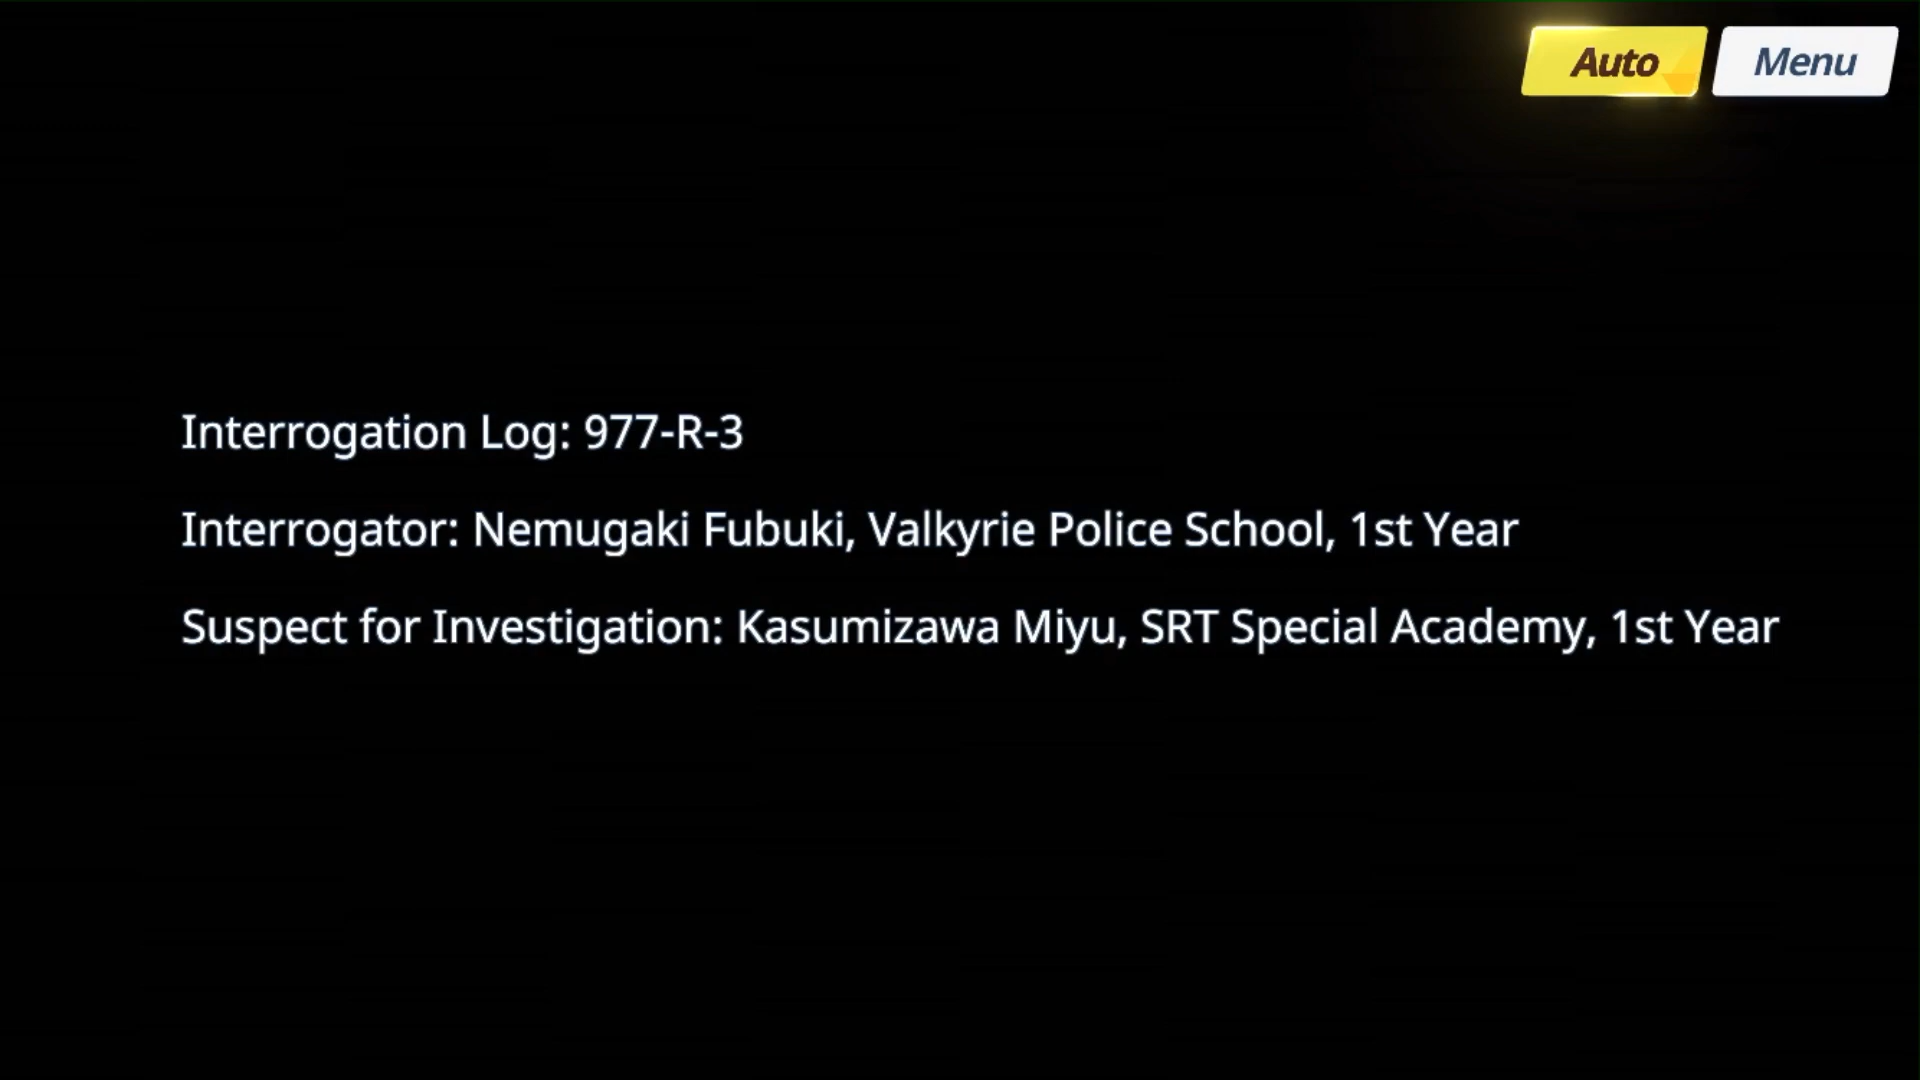 Auto
Menu
Interrogation Log: 977-R-3
Interrogator: Nemugaki Fubuki, Valkyrie Police School, 1st Year
Suspect for Investigation: Kasumizawa Miyu, SRT Special Academy, 1st Year